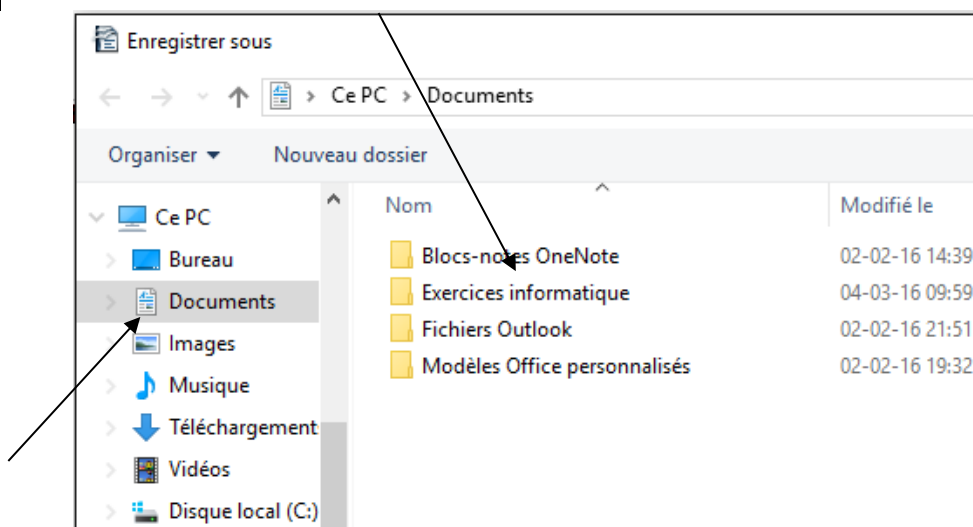 Enregistrer sous
Ce PC > Documents
Organiser Nouveau dossier
Nom Modifié le
Ce PC
Bureau
Documents
Images
Musique
Téléchargement
Vidéos
Disque local (C:)
Blocs-notes OneNote 02-02-16 14:39
Exercices informatique 04-03-16 09:59
Fichiers Outlook 02-02-16 21:51
Modèles Office personnalisés 02-02-16 19:32